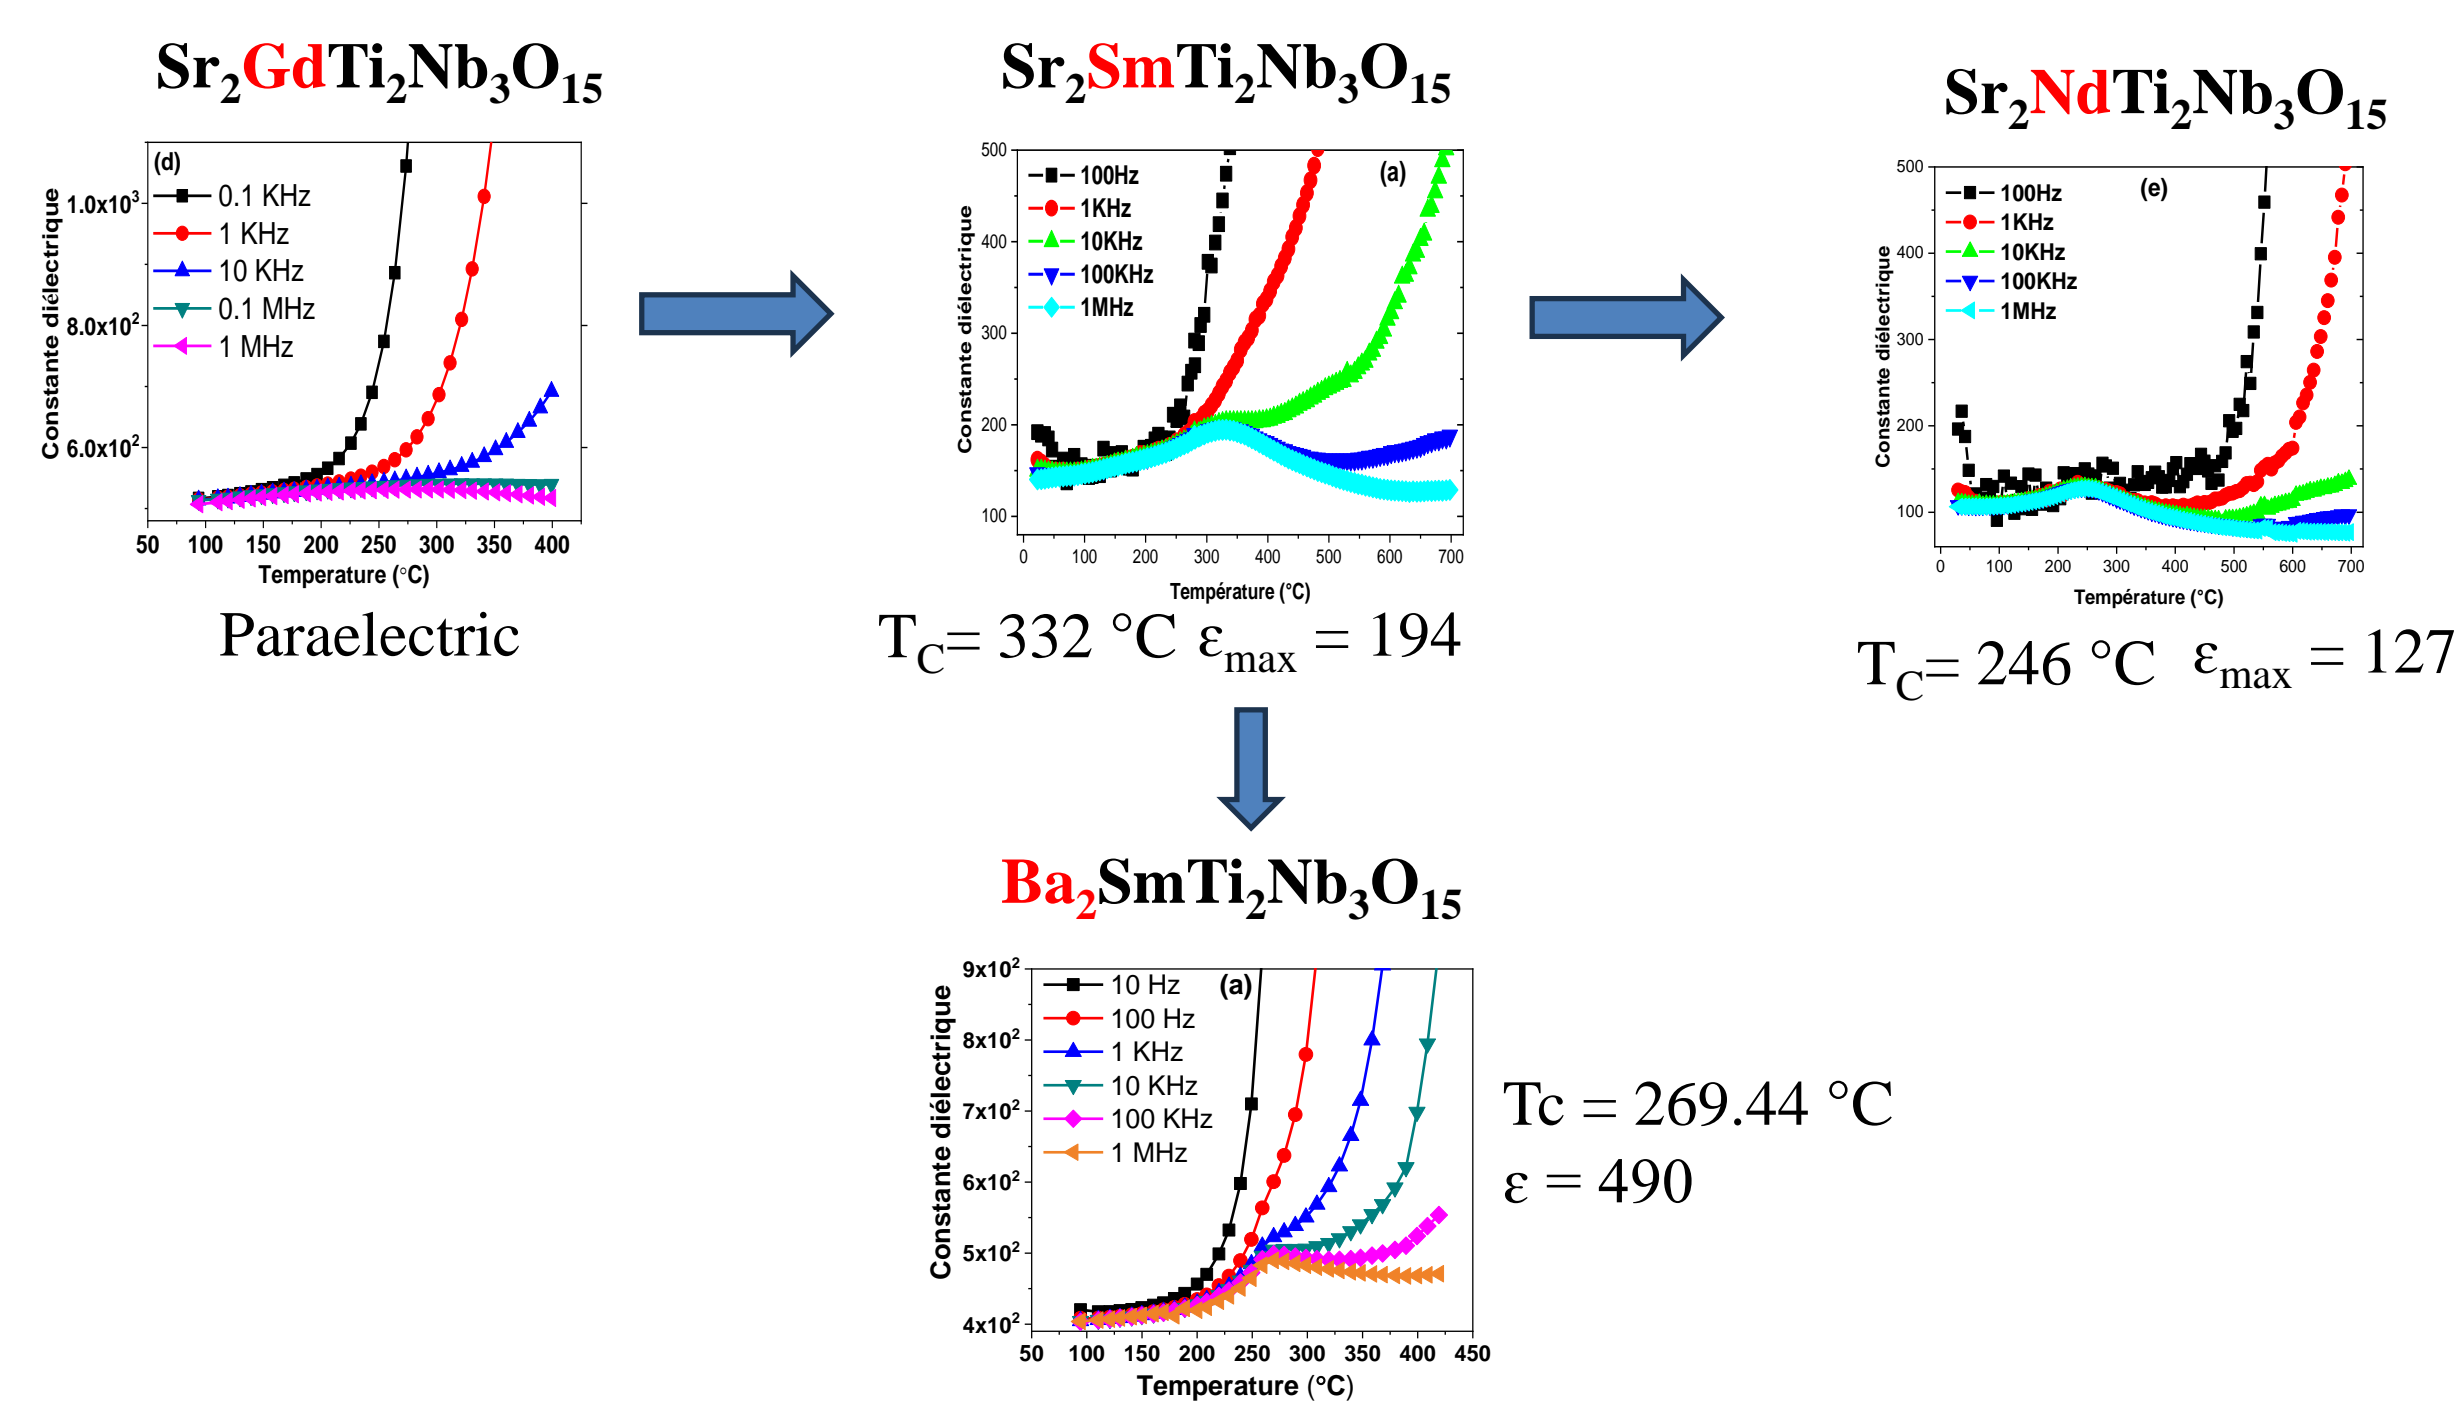 Sr₂GdTi₂Nb₃O₁₅
(d)
0.1 KHz
1 KHz
10 KHz
0.1 MHz
1 MHz
Constante diélectrique
1.0x10³
8.0x10²
6.0x10²
50 100 150 200 250 300 350 400
Temperature (°C)
Paraelectric
Sr₂SmTi₂Nb₃O₁₅
(a)
100Hz
1KHz
10KHz
100KHz
1MHz
Constante diélectrique
500
400
300
200
100
0 100 200 300 400 500 600 700
Température (°C)
T_C= 332 °C ε_max = 194
Sr₂NdTi₂Nb₃O₁₅
(e)
100Hz
1KHz
10KHz
100KHz
1MHz
Constante diélectrique
500
400
300
200
100
0 100 200 300 400 500 600 700
Température (°C)
T_C= 246 °C ε_max = 127
Ba₂SmTi₂Nb₃O₁₅
(a)
10 Hz
100 Hz
1 KHz
10 KHz
100 KHz
1 MHz
Constante diélectrique
9x10²
8x10²
7x10²
6x10²
5x10²
4x10²
50 100 150 200 250 300 350 400 450
Temperature (°C)
Tc = 269.44 °C
ε = 490